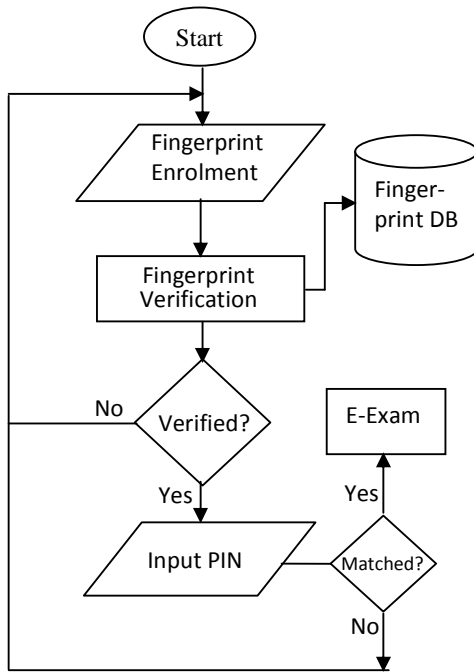 Start
Fingerprint
Enrolment
Finger-
print DB
Fingerprint
Verification
No
Verified?
E-Exam
Yes
Yes
Input PIN
Matched?
No